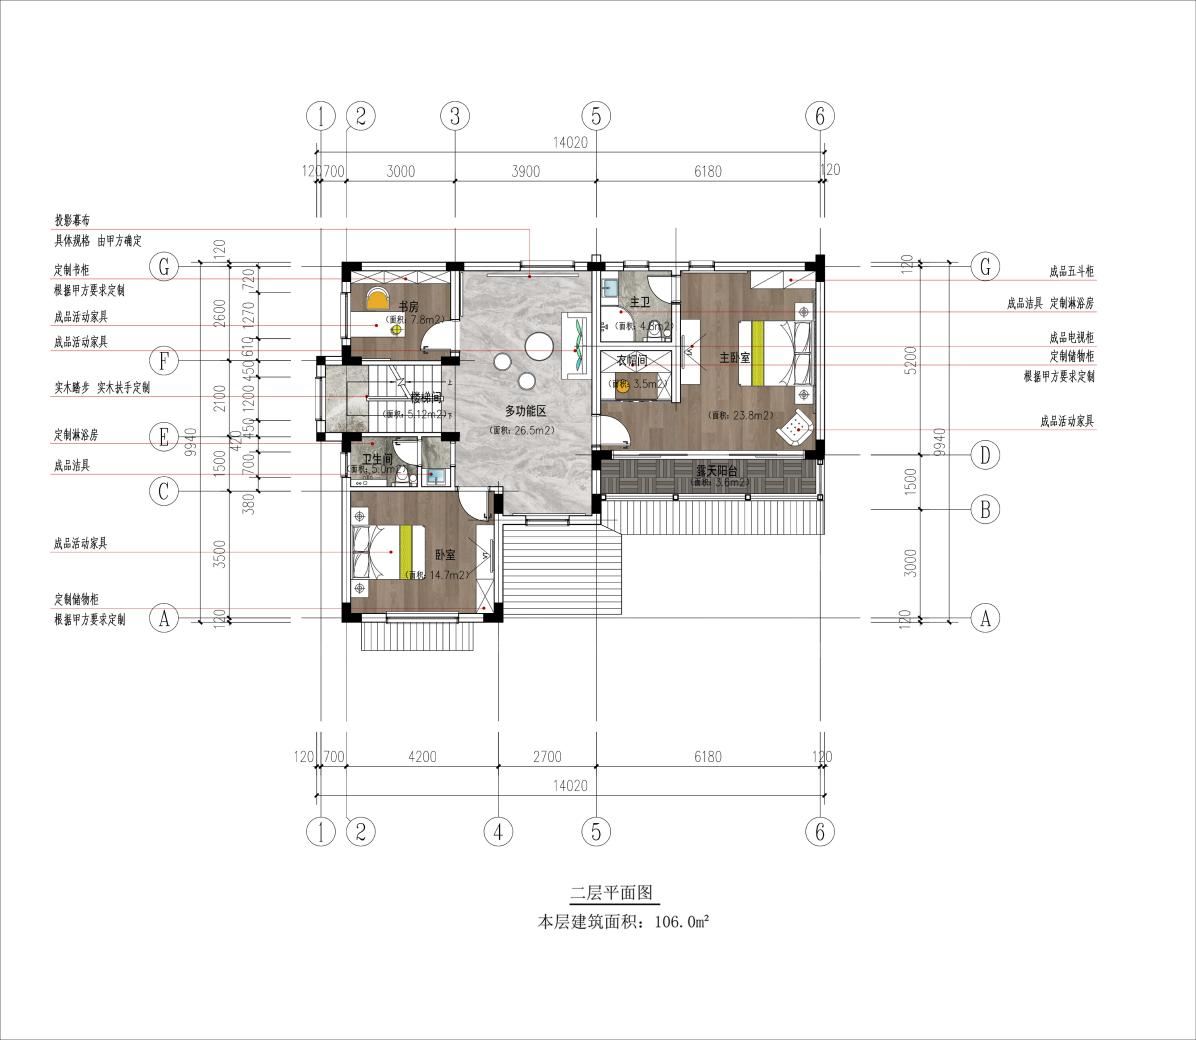 1 2 3 5 6
14020
120 700 3000 3900 6180 120
投影幕布
具体规格 由甲方确定
定制书柜
根据甲方要求定制
成品活动家具
成品活动家具
实木踏步 实木扶手定制
定制淋浴房
成品洁具
成品活动家具
定制储物柜
根据甲方要求定制
G
F
E
C
A
9940
120
2600
2100
420
1500
3500
120
720
1270
610
450
1200
450
700
380
书房
(面积: 7.8m2)
主卫
(面积: 4.8m2)
衣帽间
3.5m2)
主卧室
(面积: 23.8m2)
楼梯间
(面积: 5.12m2)
上
下
多功能区
(面积: 26.5m2)
卫生间
(面积: 5.0m2)
露天阳台
(面积: 3.6m2)
卧室
(面积: 14.7m2)
成品五斗柜
成品洁具 定制淋浴房
成品电视柜
定制储物柜
根据甲方要求定制
成品活动家具
G
D
B
A
120
5200
1500
3000
120
9940
120 700 4200 2700 6180 120
14020
1 2 4 5 6
二层平面图
本层建筑面积：106.0m²